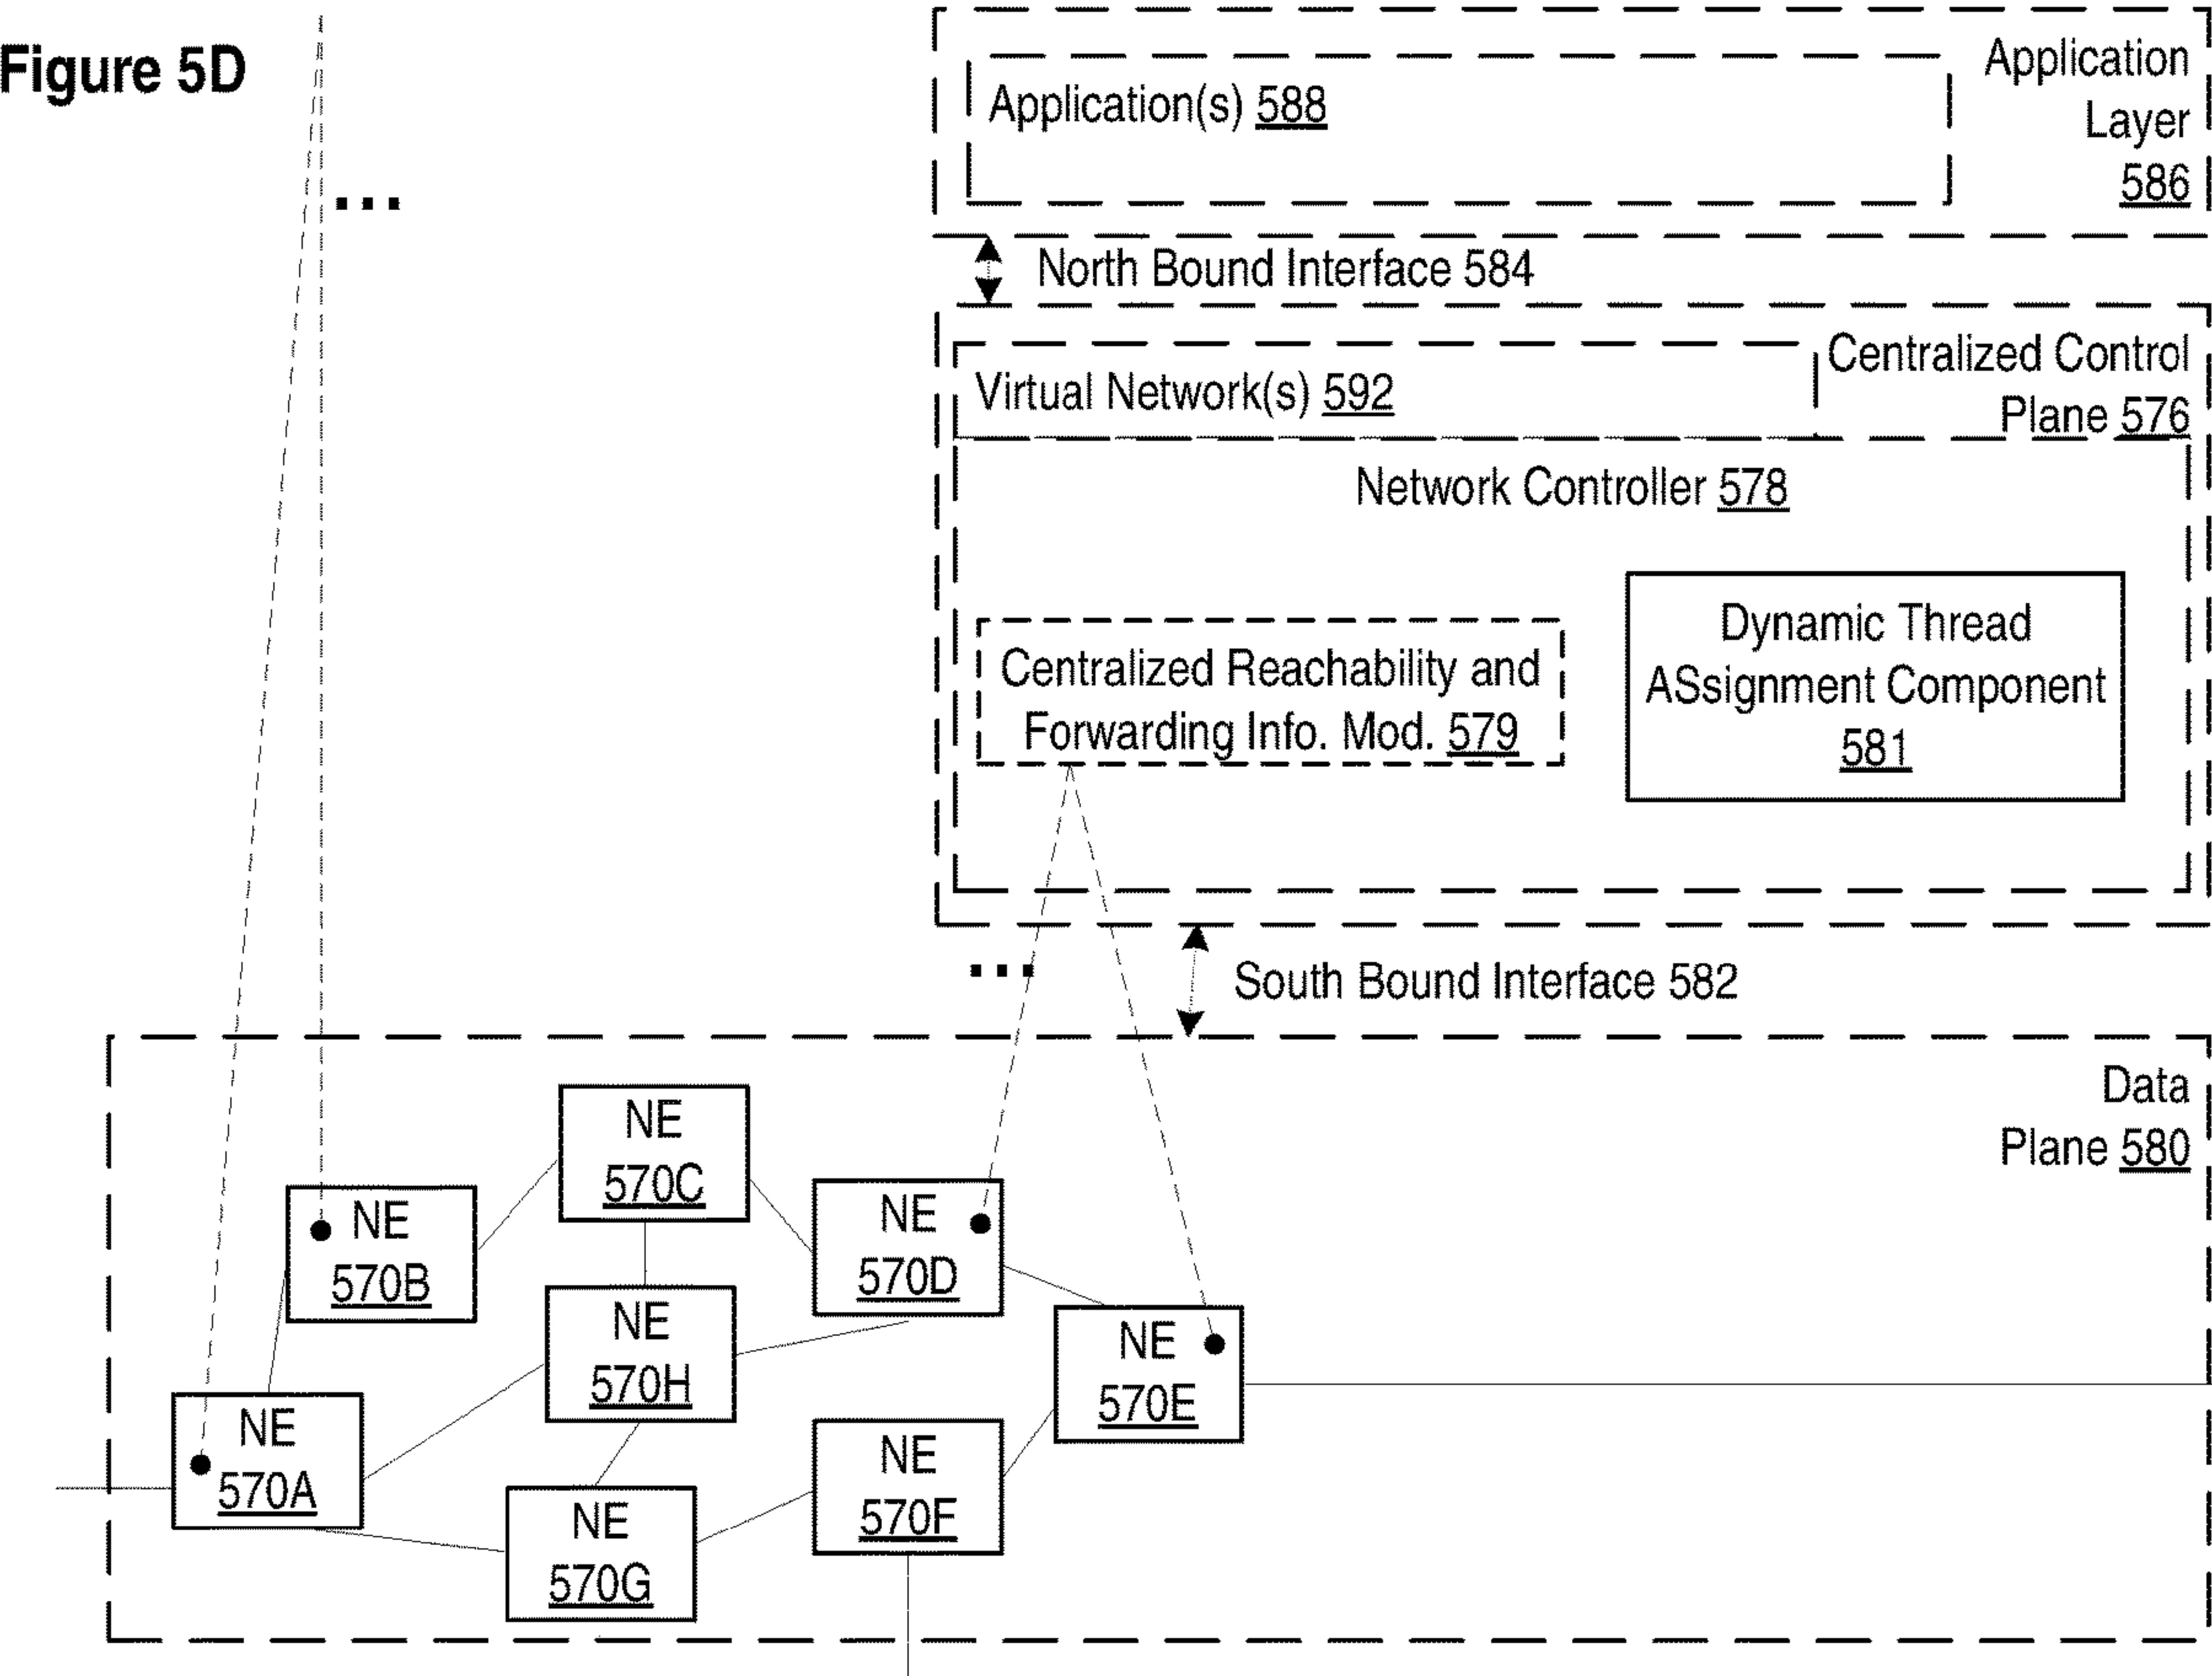 Figure 5D
Application
Layer
586
Application(s) 588
North Bound Interface 584
Centralized Control
Plane 576
Virtual Network(s) 592
Network Controller 578
Centralized Reachability and
Forwarding Info. Mod. 579
Dynamic Thread
ASsignment Component
581
...
...
South Bound Interface 582
Data
Plane 580
NE
570C
NE
570B
NE
570D
NE
570H
NE
570E
NE
570A
NE
570F
NE
570G